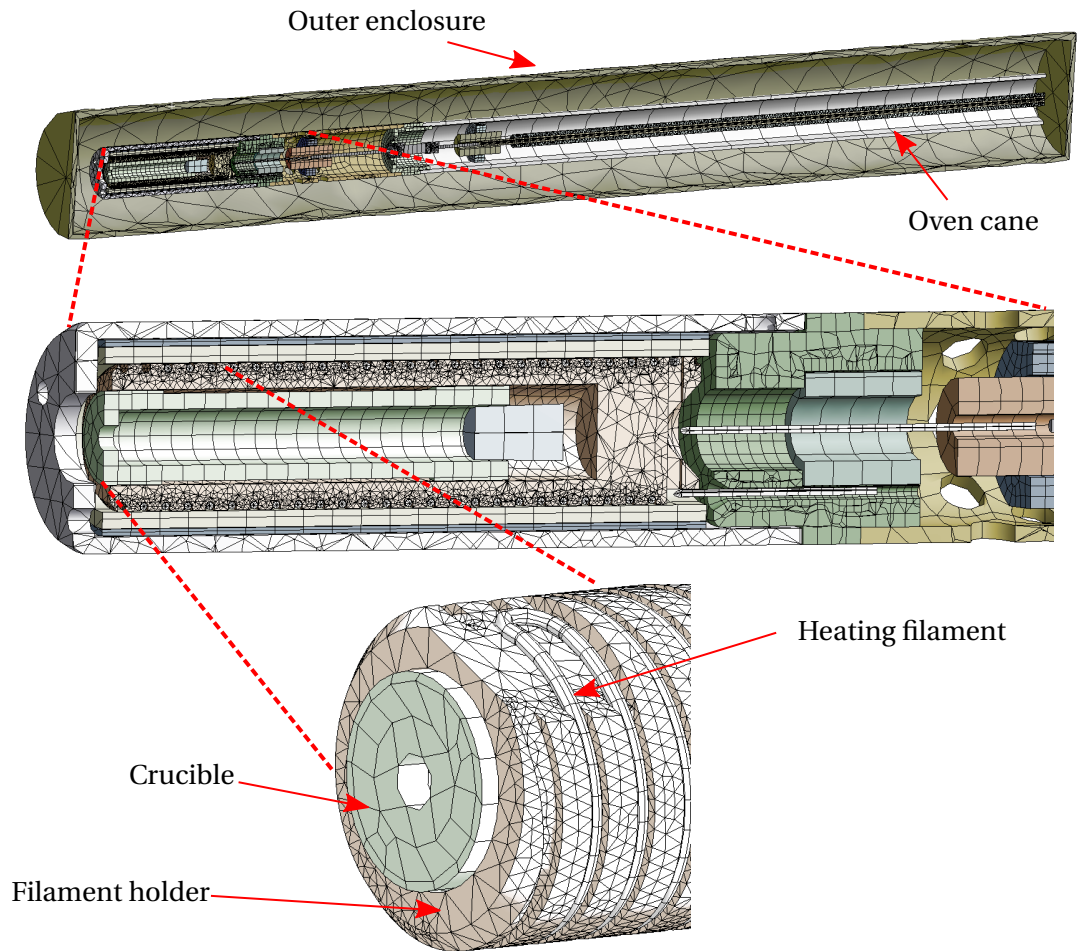 Outer enclosure
Oven cane
Heating filament
Crucible
Filament holder